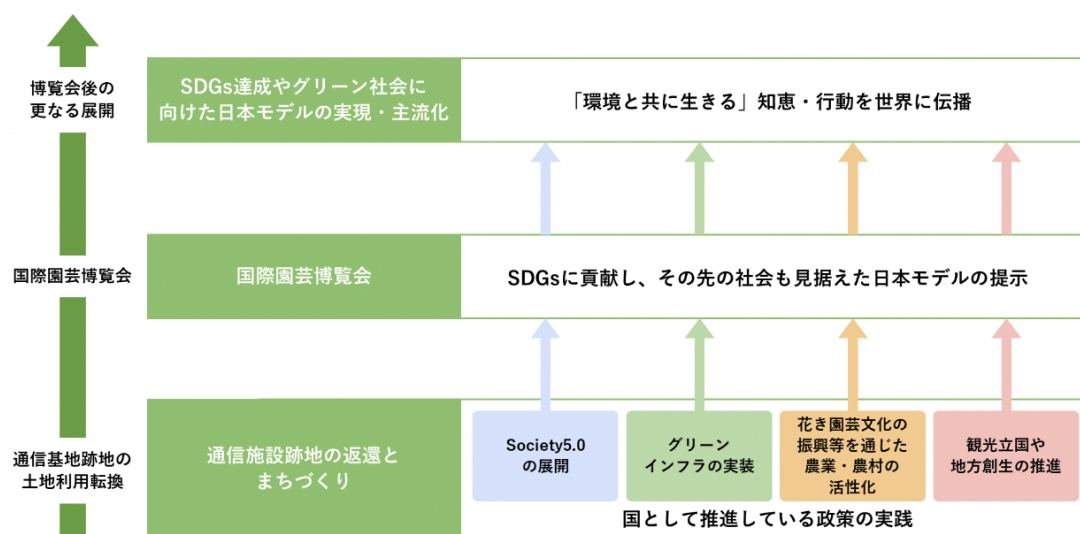 博覧会後の
更なる展開
SDGs達成やグリーン社会に
向けた日本モデルの実現・主流化
「環境と共に生きる」知恵・行動を世界に伝播
国際園芸博覧会
国際園芸博覧会
SDGsに貢献し、その先の社会も見据えた日本モデルの提示
通信基地跡地の
土地利用転換
通信施設跡地の返還と
まちづくり
Society5.0
の展開
グリーン
インフラの実装
花き園芸文化の
振興等を通じた
農業・農村の
活性化
観光立国や
地方創生の推進
国として推進している政策の実践